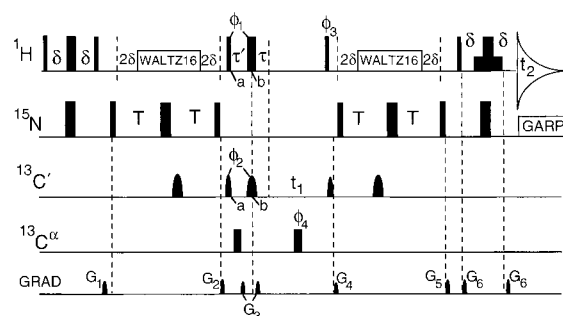 ϕ₁ ϕ₃
¹H δ δ 2δ WALTZ16 2δ τ′ τ 2δ WALTZ16 2δ δ δ t₂
a b
¹⁵N T T T T GARP
ϕ₂
¹³C′ t₁
a b
ϕ₄
¹³Cᵅ
GRAD G₁ G₂ G₃ G₄ G₅ G₆ G₆